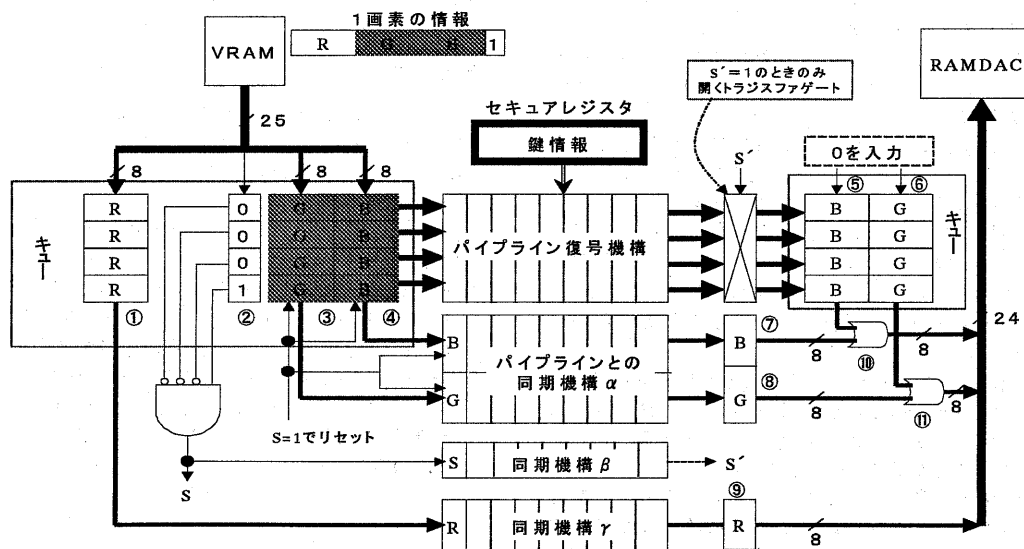 1画素の情報
VRAM
R G B 1
RAMDAC
S´=1のときのみ
開くトランジスファゲート
セキュアレジスタ
鍵情報
25
8 8 8
S´
0を入力
⑤ ⑥
キュー
R 0 G B
R 0 G B
R 0 G B
R 1 G B
① ② ③ ④
パイプライン復号機構
B G
B G
B G
B G
キュー
24
B
G
パイプラインとの
同期機構α
⑦
B
8
⑧
G
8
⑩
8
⑪
8
S=1でリセット
S
S
同期機構β
S´
R
同期機構γ
⑨
R
8